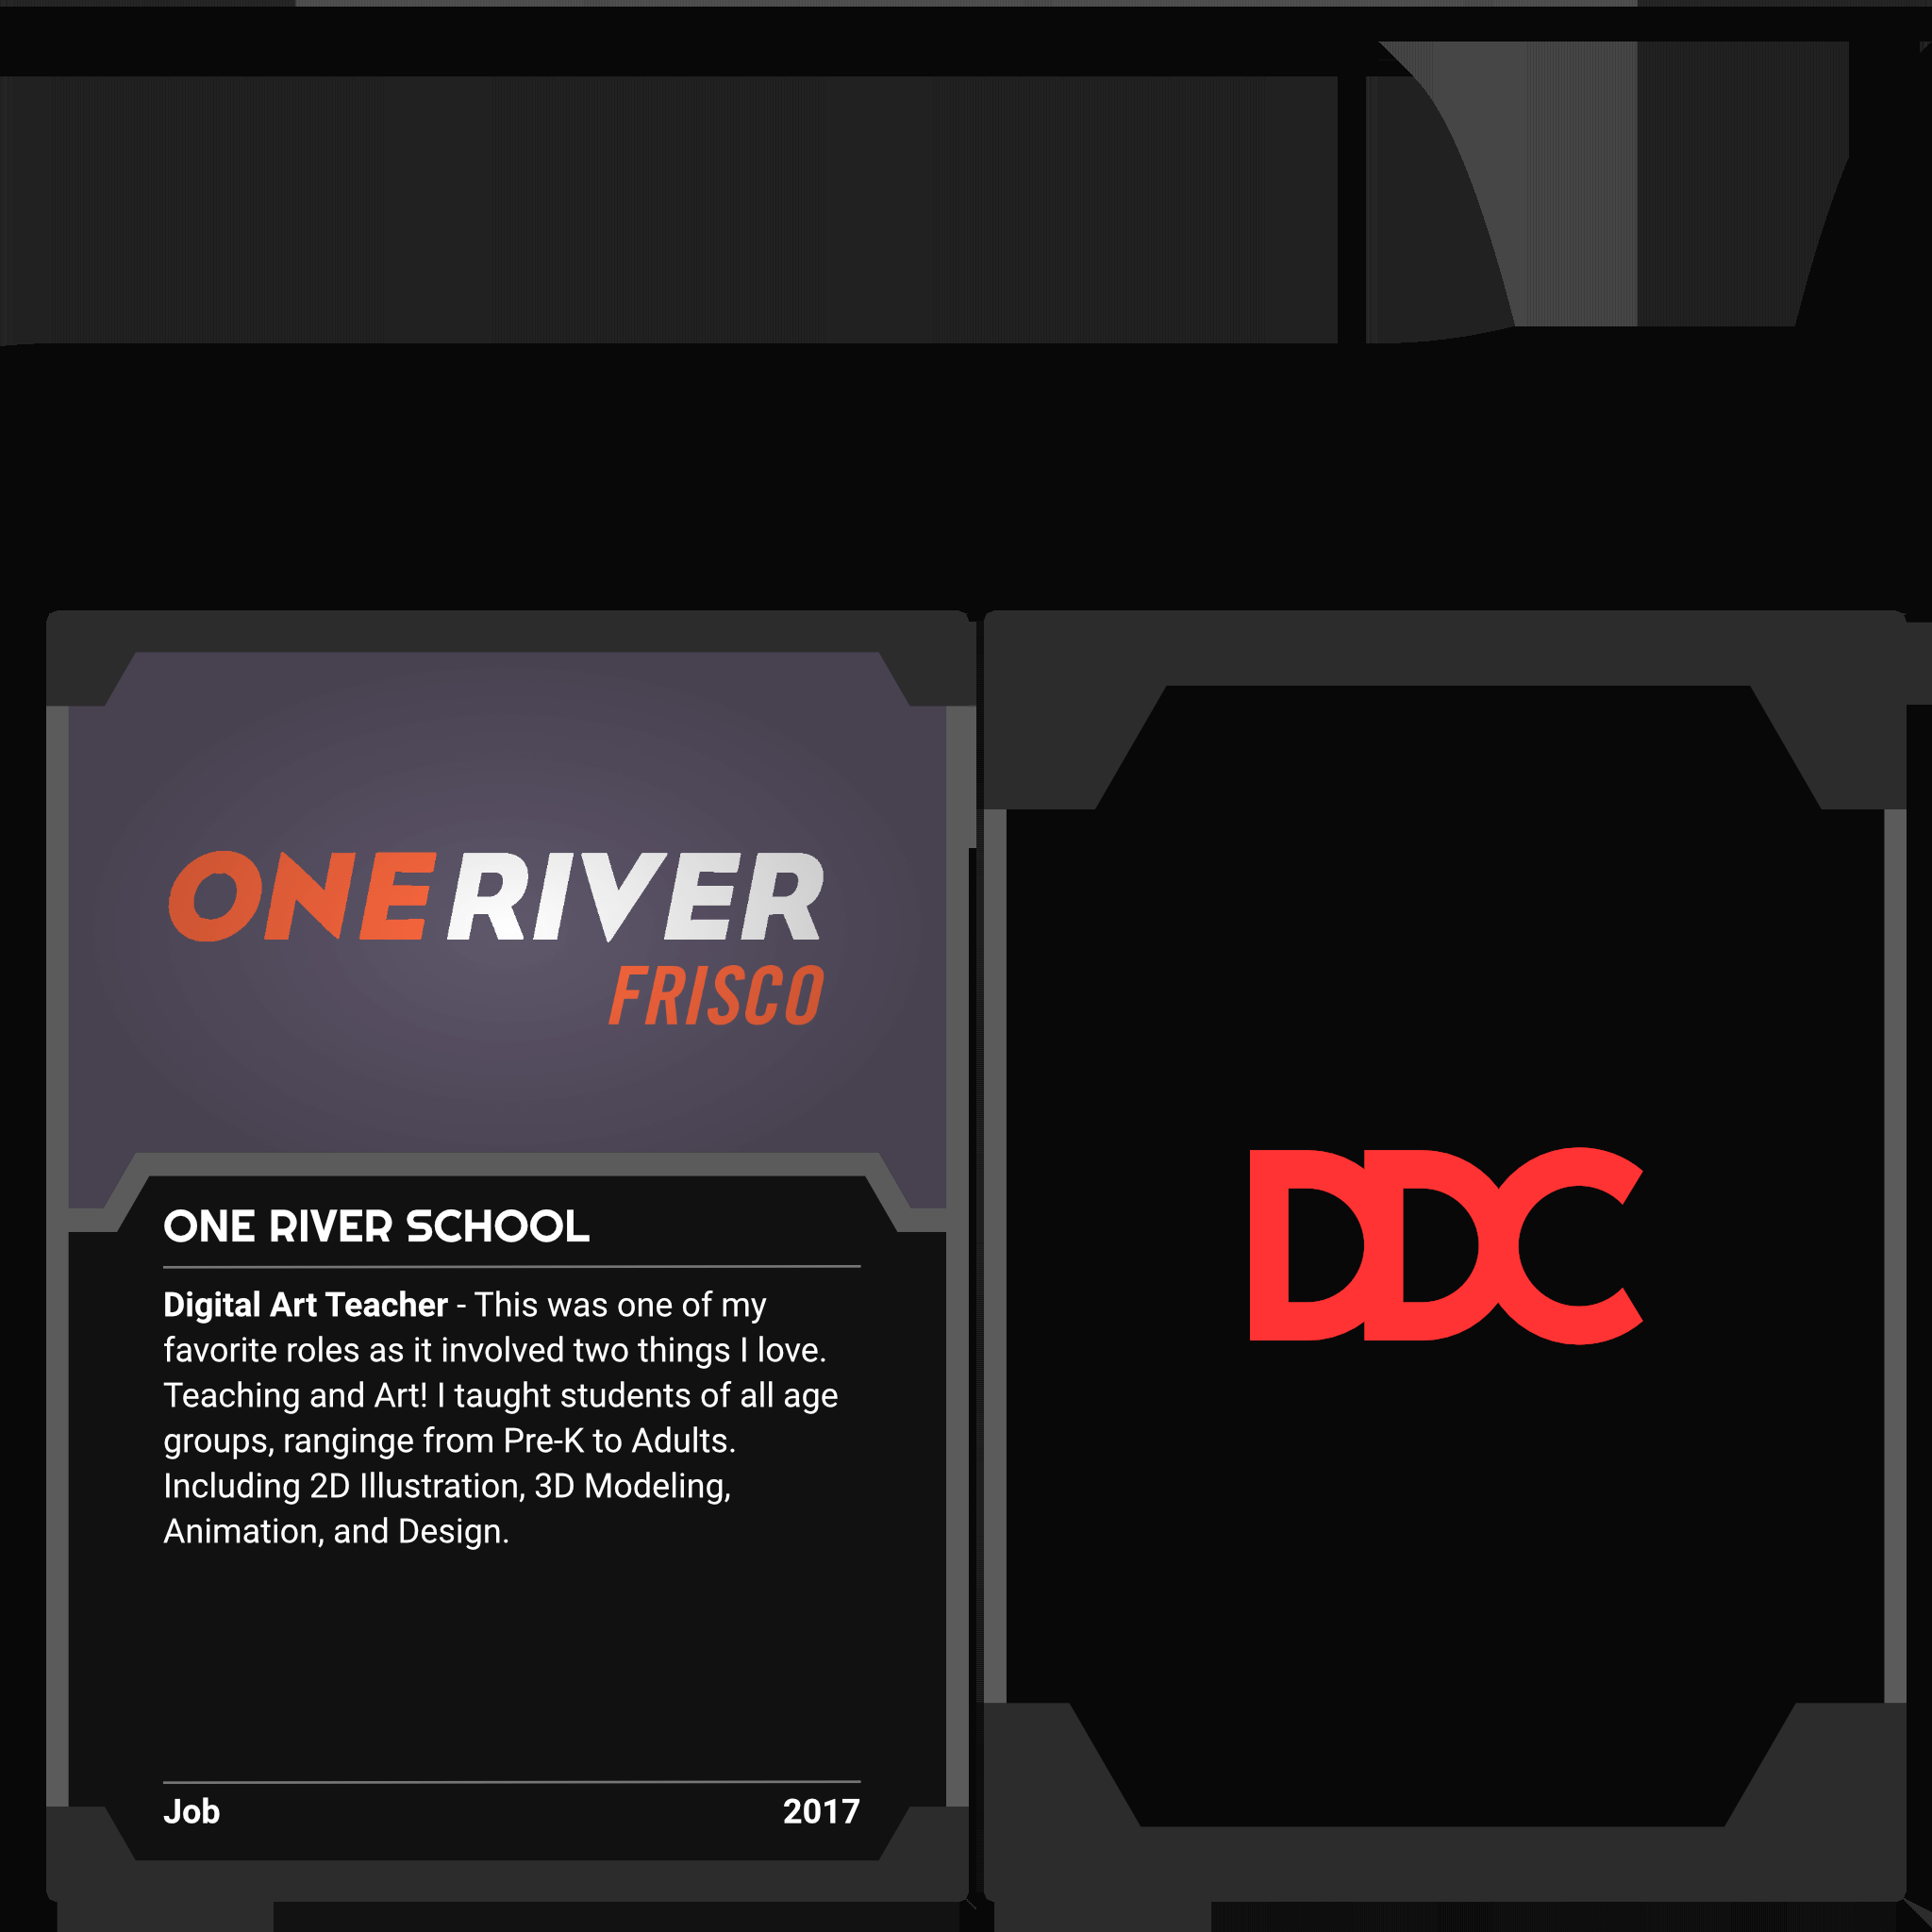 ONERIVER
FRISCO
ONE RIVER SCHOOL
Digital Art Teacher - This was one of my
favorite roles as it involved two things I love.
Teaching and Art! I taught students of all age
groups, ranginge from Pre-K to Adults.
Including 2D Illustration, 3D Modeling,
Animation, and Design.
Job 2017
DDC